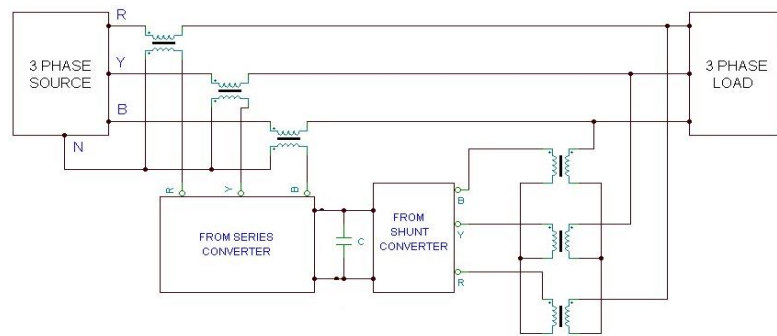 R
3 PHASE
SOURCE
Y
B
N
3 PHASE
LOAD
R
Y
B
FROM SERIES
CONVERTER
C
FROM
SHUNT
CONVERTER
B
Y
R